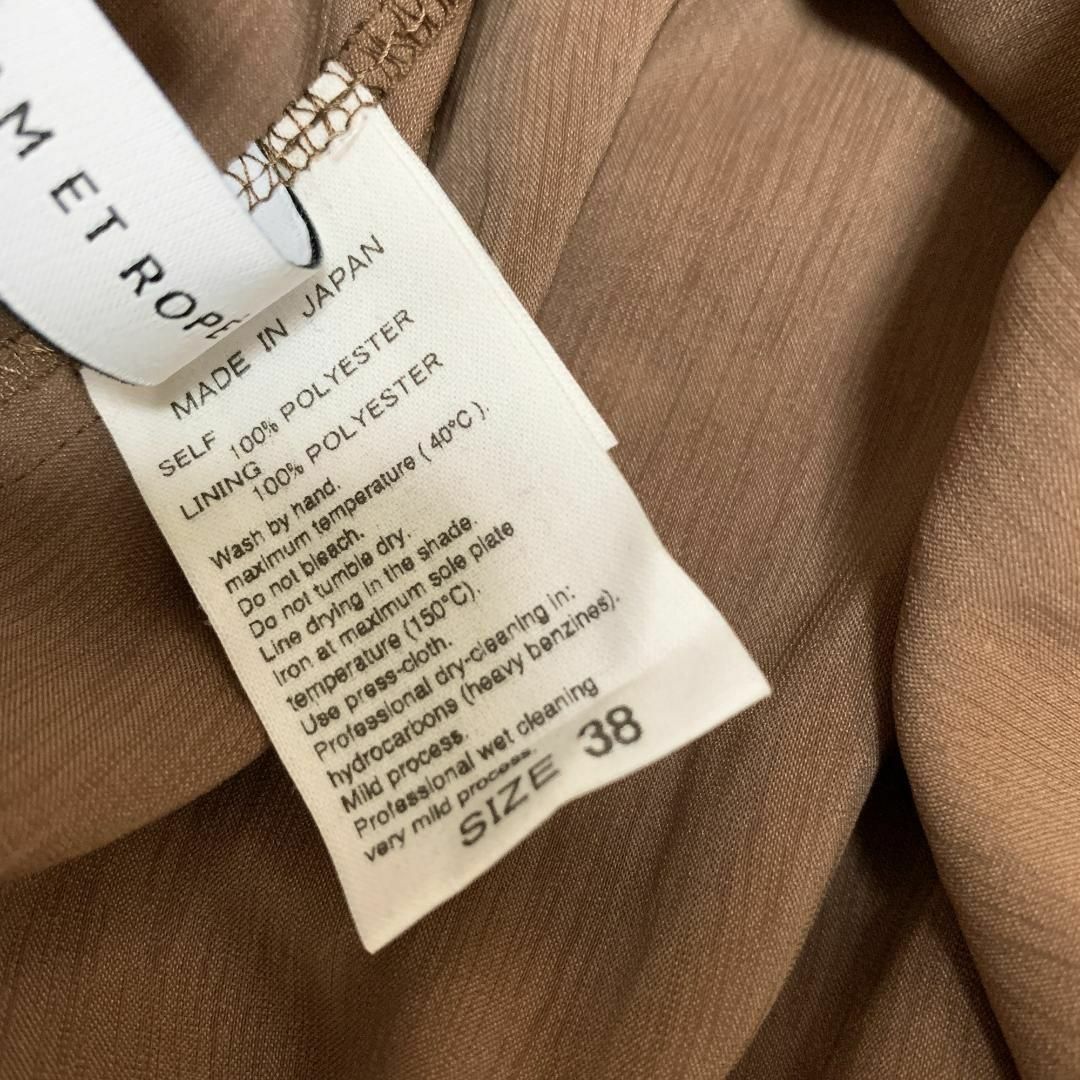 M ET ROPE
MADE IN JAPAN
SELF
100% POLYESTER
LINING
100% POLYESTER
Wash by hand.
maximum temperature ( 40°C ).
Do not bleach.
Do not tumble dry.
Line drying in the shade.
Iron at maximum sole plate
temperature (150°C).
Use press-cloth.
Professional dry-cleaning in:
hydrocarbons (heavy benzines).
Mild process.
Professional wet cleaning
very mild process.
SIZE 38